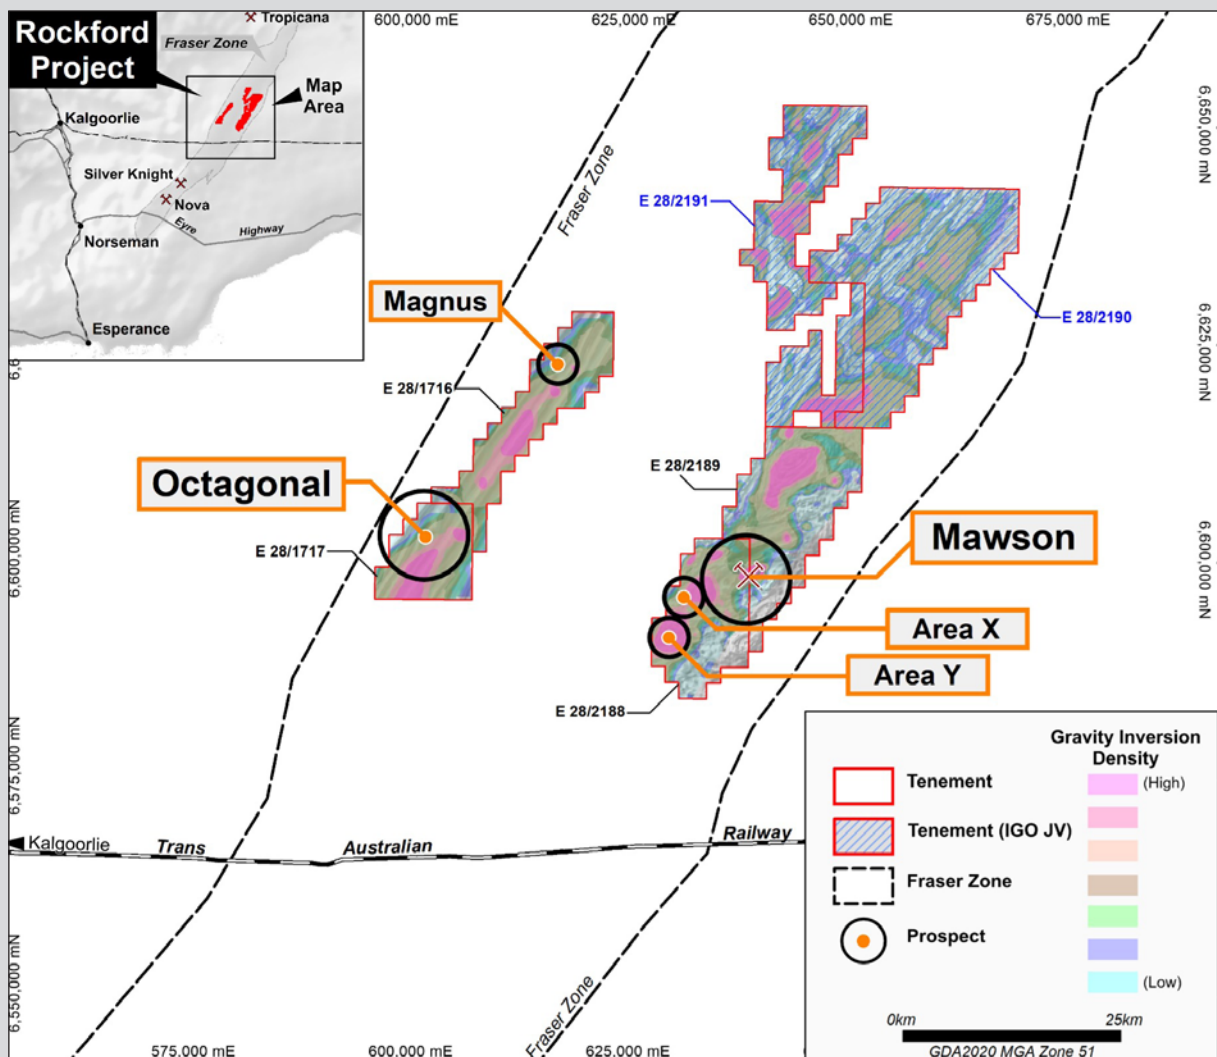 600,000 mE
625,000 mE
650,000 mE
675,000 mE
Rockford
Project
Tropicana
Fraser Zone
Map
Area
Kalgoorlie
Silver Knight
Nova
Eyre
Highway
Norseman
Esperance
Fraser Zone
6,650,000 mN
E 28/2191
Magnus
E 28/2190
6,625,000 mN
E 28/1716
E 28/2189
Octagonal
Mawson
E 28/1717
6,600,000 mN
6,600,000 mN
Area X
Area Y
E 28/2188
6,575,000 mN
Kalgoorlie
Trans
Australian
Railway
Gravity Inversion
Density
Tenement
(High)
Tenement (IGO JV)
Fraser Zone
Prospect
(Low)
0km
25km
GDA2020 MGA Zone 51
6,550,000 mN
Fraser Zone
575,000 mE
600,000 mE
625,000 mE